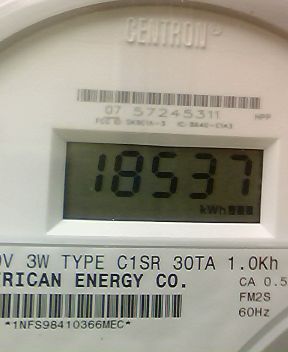 CENTRON®
07 57245311
HPP
18537
kWh
V 3W TYPE C1SR 30TA 1.0Kh
RICAN ENERGY CO.
CA 0.5
FM2S
60Hz
*1NFS98410366MEC*